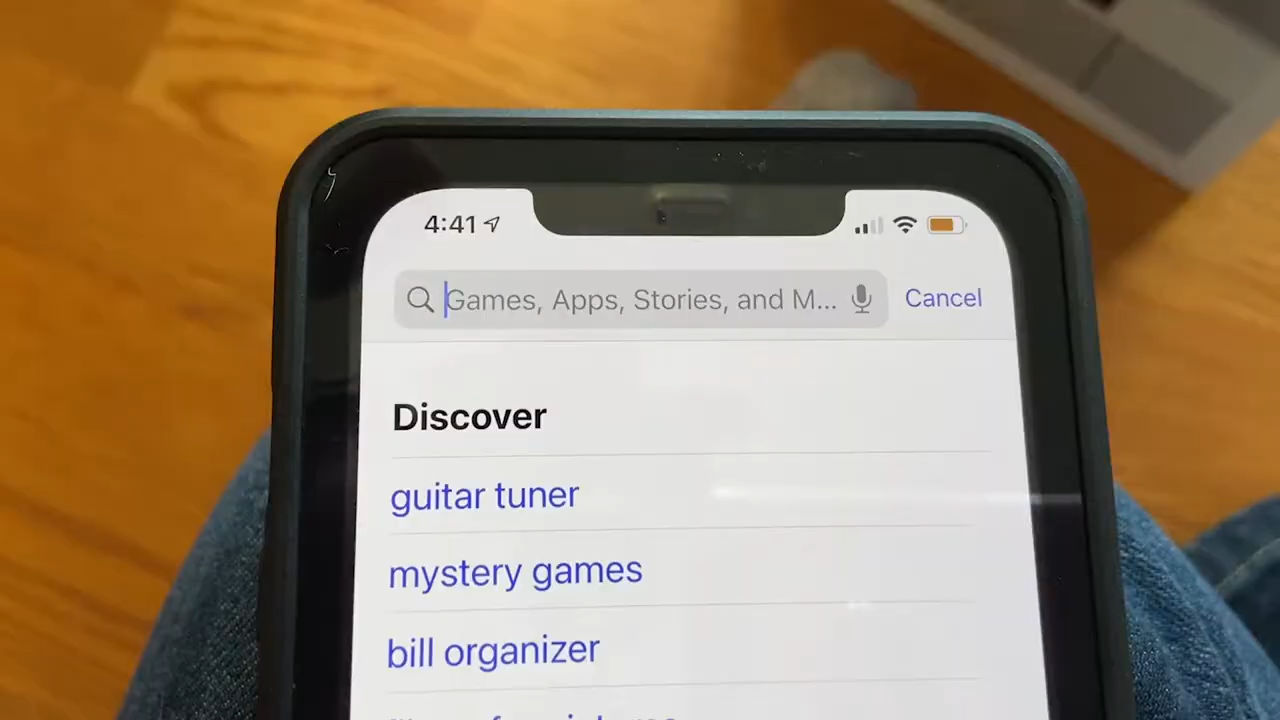 4:41
Games, Apps, Stories, and M... Cancel
Discover
guitar tuner
mystery games
bill organizer